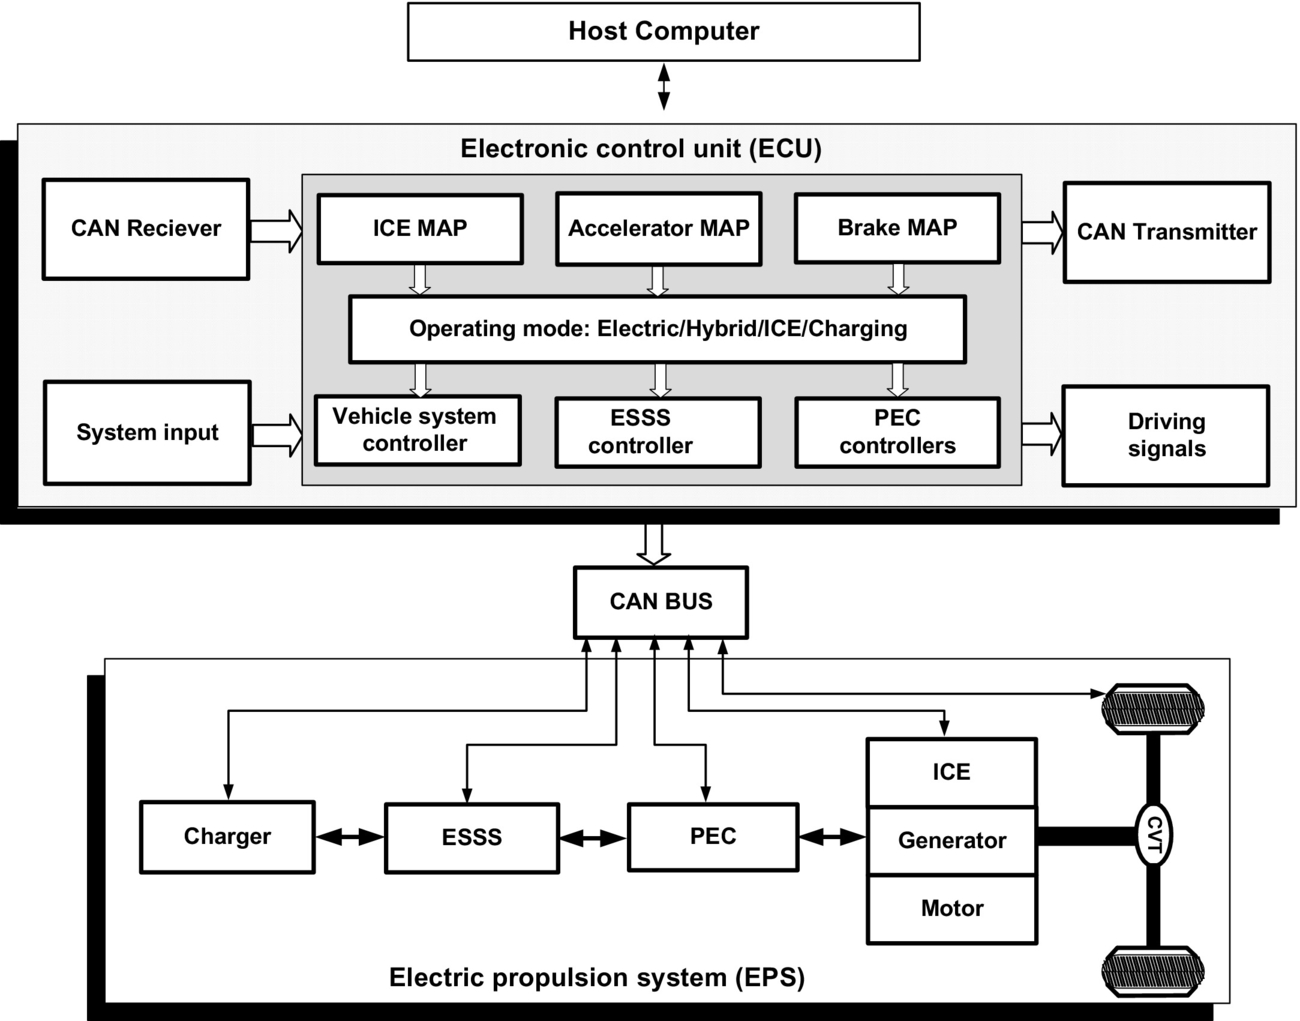 Host Computer
Electronic control unit (ECU)
CAN Reciever
ICE MAP
Accelerator MAP
Brake MAP
CAN Transmitter
Operating mode: Electric/Hybrid/ICE/Charging
System input
Vehicle system
controller
ESSS
controller
PEC
controllers
Driving
signals
CAN BUS
ICE
Charger
ESSS
PEC
Generator
CVT
Motor
Electric propulsion system (EPS)